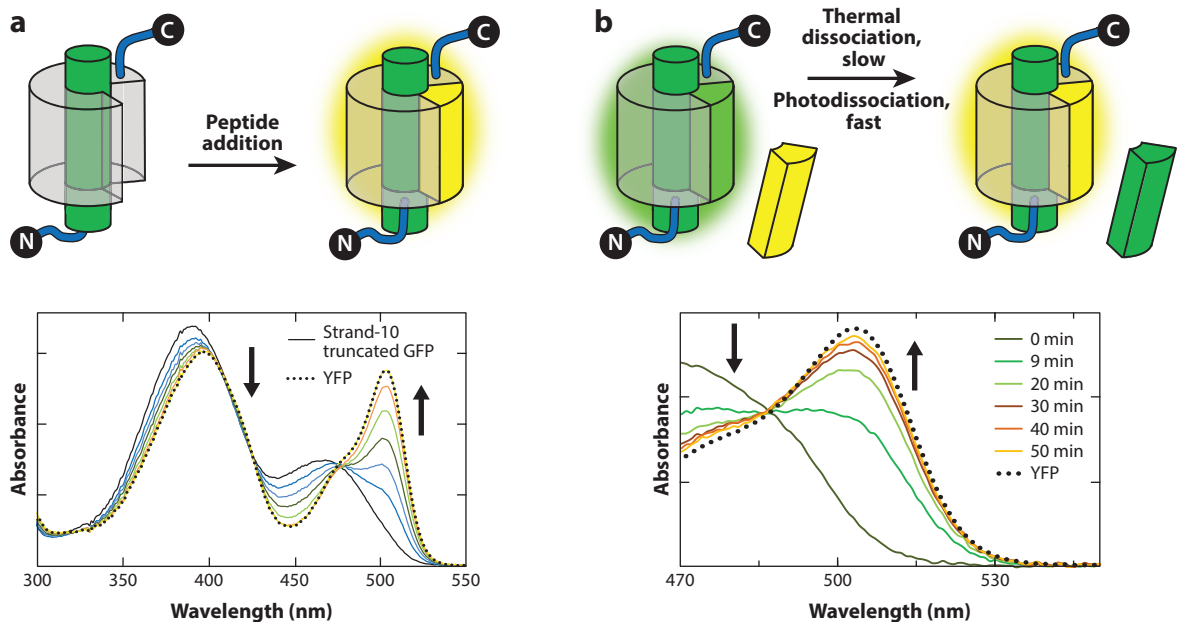 a
C
N
Peptide
addition
C
N
b
C
N
Thermal
dissociation,
slow
Photodissociation,
fast
C
N
Absorbance
Strand-10
truncated GFP
YFP
300
350
400
450
500
550
Wavelength (nm)
Absorbance
0 min
9 min
20 min
30 min
40 min
50 min
YFP
470
500
530
Wavelength (nm)